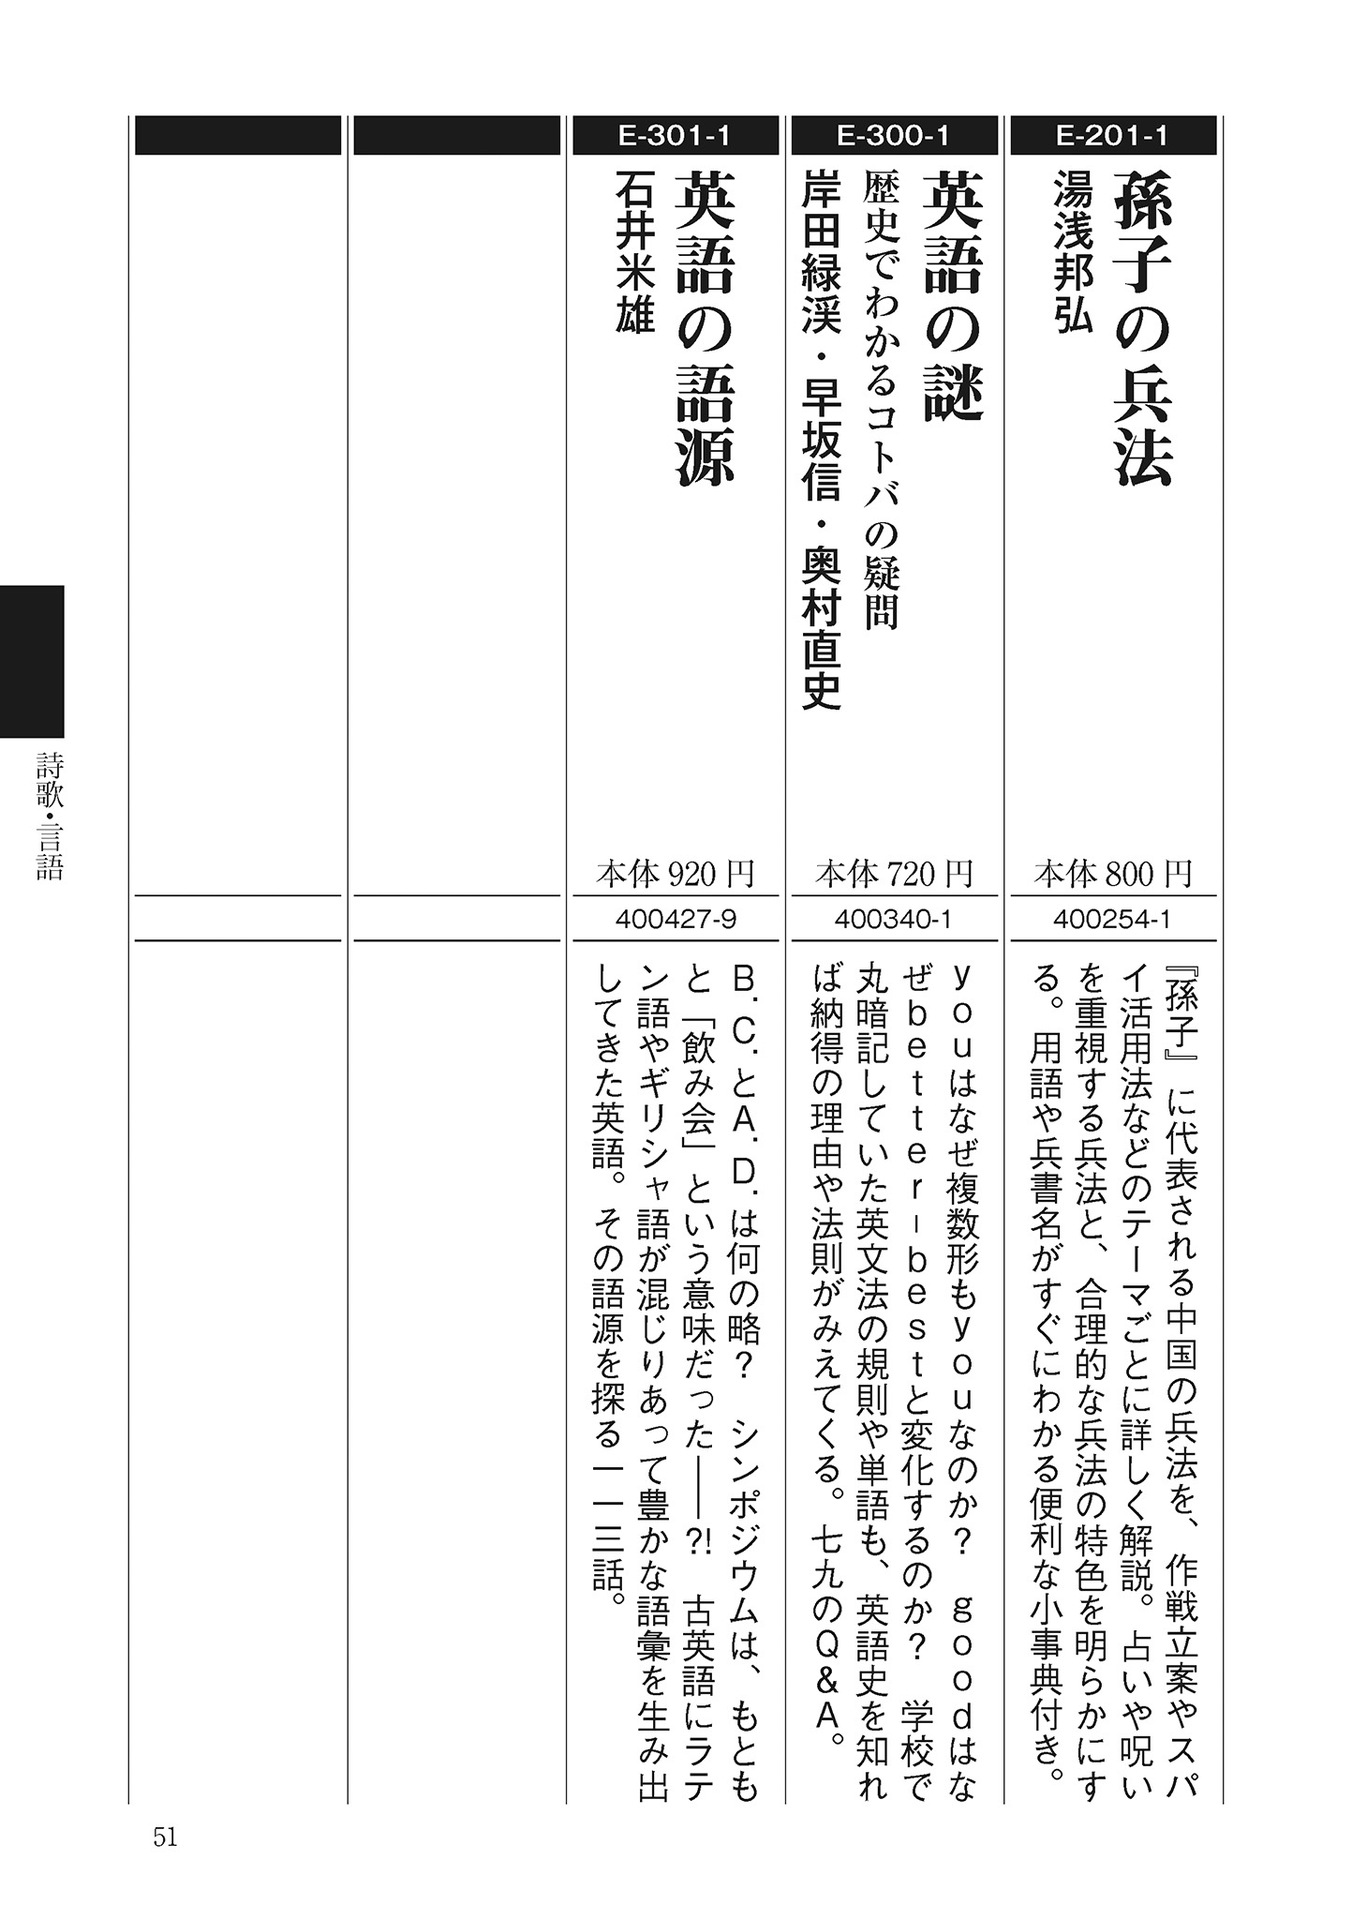 E-201-1
孫子の兵法
湯浅邦弘
本体 800 円
400254-1
『孫子』に代表される中国の兵法を、作戦立案やスパ
イ活用法などのテーマごとに詳しく解説。占いや呪い
を重視する兵法と、合理的な兵法の特色を明らかにす
る。用語や兵書名がすぐにわかる便利な小事典付き。
E-300-1
英語の謎
歴史でわかるコトバの疑問
岸田緑渓・早坂信・奥村直史
本体 720 円
400340-1
youはなぜ複数形もyouなのか？ goodはな
ぜbetter–bestと変化するのか？ 学校で
丸暗記していた英文法の規則や単語も、英語史を知れ
ば納得の理由や法則がみえてくる。七九のQ&A。
E-301-1
英語の語源
石井米雄
本体 920 円
400427-9
B.C.とA.D.は何の略？ シンポジウムは、もとも
と「飲み会」という意味だった――?! 古英語にラテ
ン語やギリシャ語が混じりあって豊かな語彙を生み出
してきた英語。その語源を探る一一三話。
詩歌・言語
51